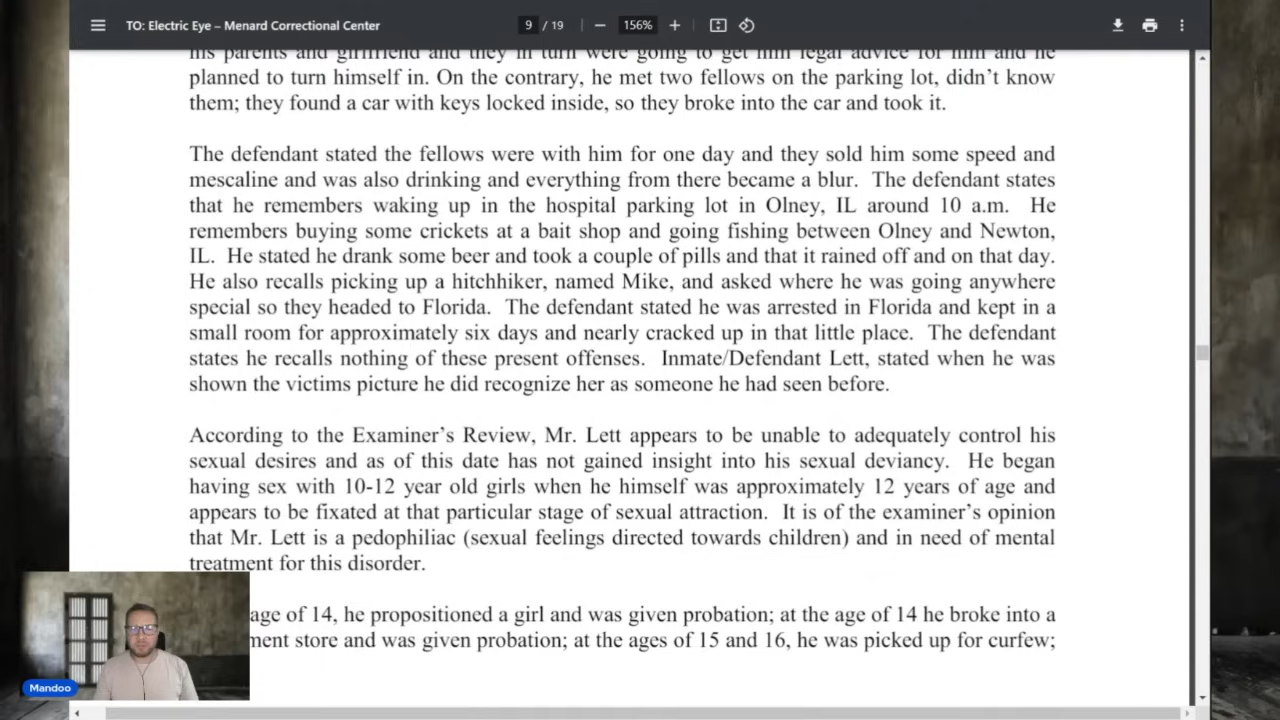 TO: Electric Eye – Menard Correctional Center
9 / 19
156%
his parents and girlfriend and they in turn were going to get him legal advice for him and he
planned to turn himself in. On the contrary, he met two fellows on the parking lot, didn't know
them; they found a car with keys locked inside, so they broke into the car and took it.
The defendant stated the fellows were with him for one day and they sold him some speed and
mescaline and was also drinking and everything from there became a blur. The defendant states
that he remembers waking up in the hospital parking lot in Olney, IL around 10 a.m. He
remembers buying some crickets at a bait shop and going fishing between Olney and Newton,
IL. He stated he drank some beer and took a couple of pills and that it rained off and on that day.
He also recalls picking up a hitchhiker, named Mike, and asked where he was going anywhere
special so they headed to Florida. The defendant stated he was arrested in Florida and kept in a
small room for approximately six days and nearly cracked up in that little place. The defendant
states he recalls nothing of these present offenses. Inmate/Defendant Lett, stated when he was
shown the victims picture he did recognize her as someone he had seen before.
According to the Examiner's Review, Mr. Lett appears to be unable to adequately control his
sexual desires and as of this date has not gained insight into his sexual deviancy. He began
having sex with 10-12 year old girls when he himself was approximately 12 years of age and
appears to be fixated at that particular stage of sexual attraction. It is of the examiner's opinion
that Mr. Lett is a pedophiliac (sexual feelings directed towards children) and in need of mental
treatment for this disorder.
age of 14, he propositioned a girl and was given probation; at the age of 14 he broke into a
ment store and was given probation; at the ages of 15 and 16, he was picked up for curfew;
Mandoo